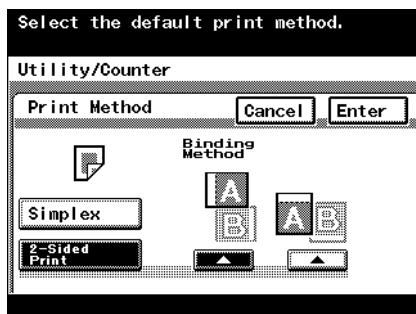 Select the default print method.
Utility/Counter
Print Method
Cancel
Enter
Binding
Method
A
B
A
B
Simplex
2-Sided
Print